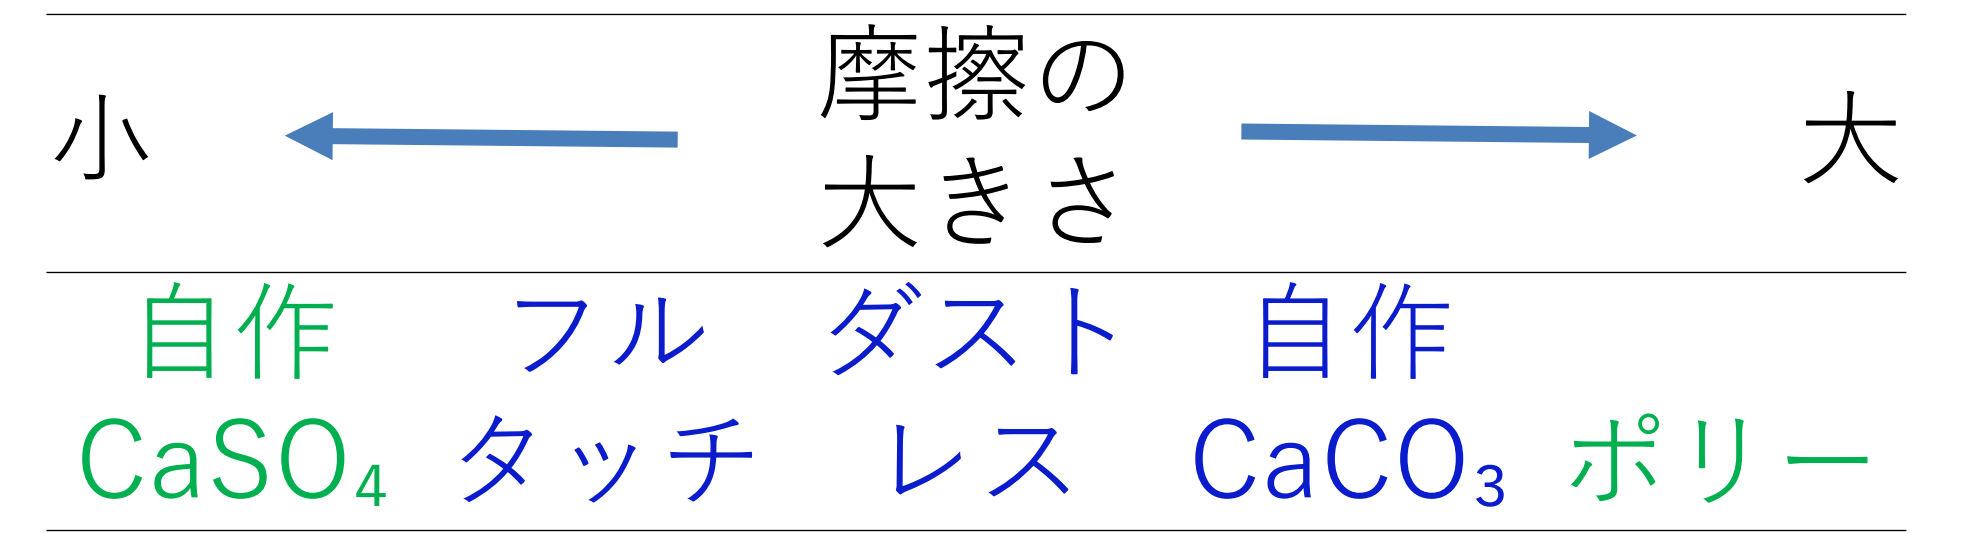 小 摩擦の 大
大きさ
自作 フル ダスト 自作
CaSO₄ タッチ レス CaCO₃ ポリー